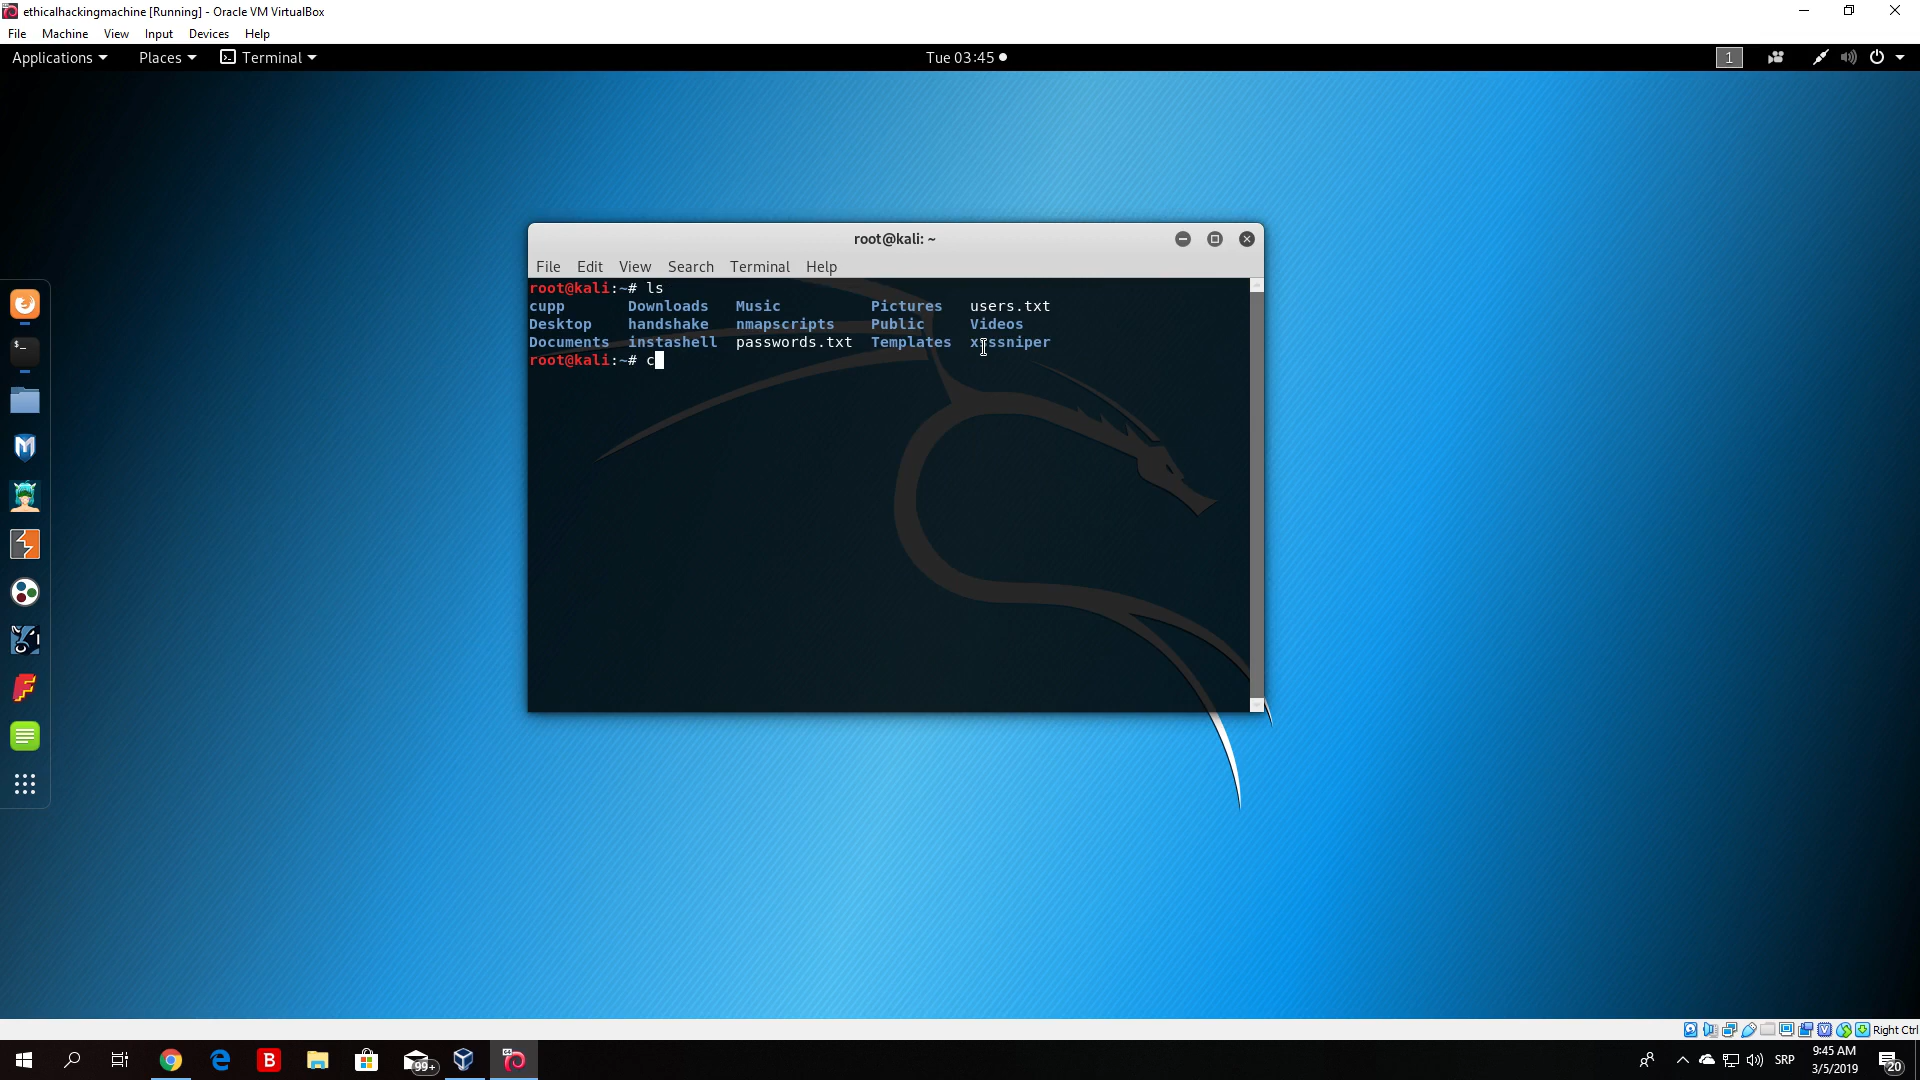 ethicalhackingmachine [Running] - Oracle VM VirtualBox
File Machine View Input Devices Help
Applications Places Terminal Tue 03:45 1
root@kali: ~
File Edit View Search Terminal Help
root@kali:~# ls
cupp Downloads Music Pictures users.txt
Desktop handshake nmapscripts Public Videos
Documents instashell passwords.txt Templates xsssniper
root@kali:~# c
Right Ctrl
99+
SRP
9:45 AM
3/5/2019
20